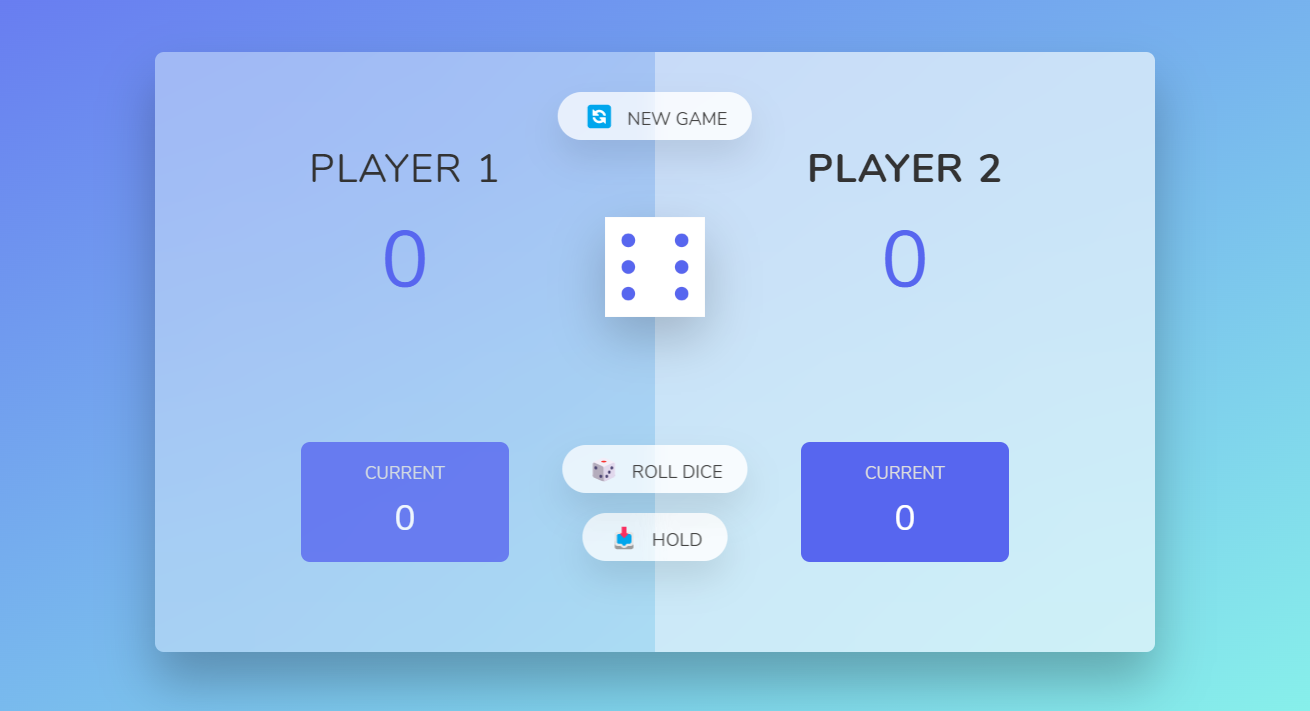 NEW GAME
PLAYER 1
0
PLAYER 2
0
CURRENT
0
ROLL DICE
HOLD
CURRENT
0